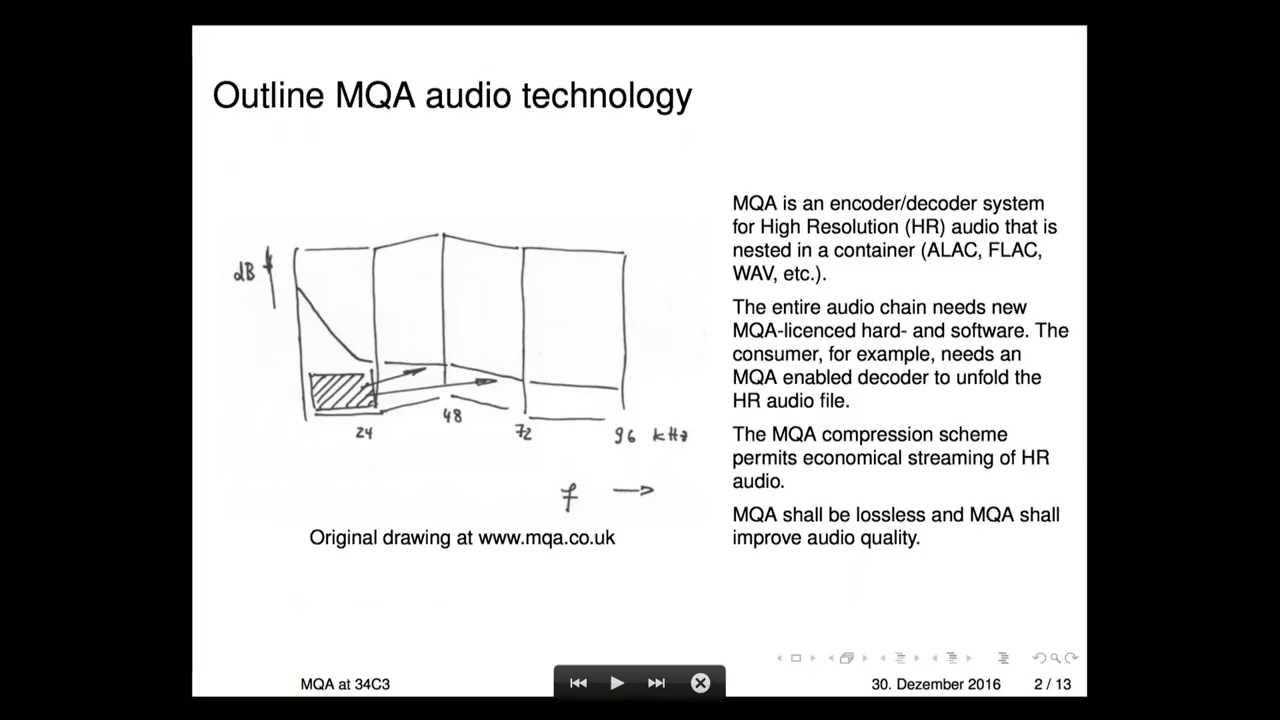 Outline MQA audio technology
dB
24
48
72
96 kHz
f
Original drawing at www.mqa.co.uk
MQA is an encoder/decoder system
for High Resolution (HR) audio that is
nested in a container (ALAC, FLAC,
WAV, etc.).
The entire audio chain needs new
MQA-licenced hard- and software. The
consumer, for example, needs an
MQA enabled decoder to unfold the
HR audio file.
The MQA compression scheme
permits economical streaming of HR
audio.
MQA shall be lossless and MQA shall
improve audio quality.
MQA at 34C3
30. Dezember 2016
2 / 13